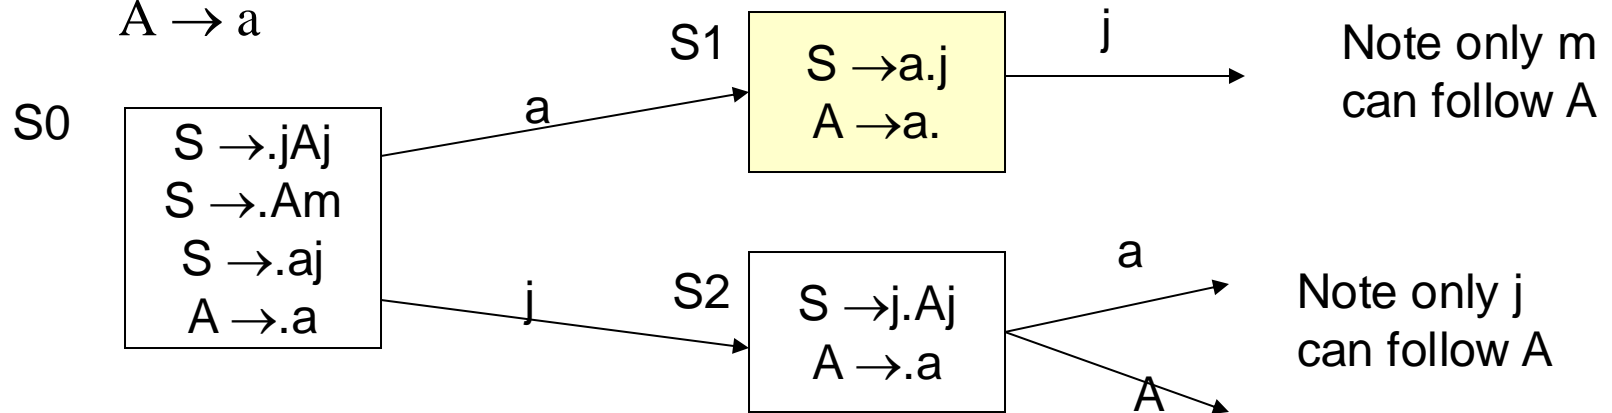 A → a
S0
S →.jAj
S →.Am
S →.aj
A →.a
a
j
S1
S →a.j
A →a.
j
Note only m
can follow A
S2
S →j.Aj
A →.a
a
A
Note only j
can follow A